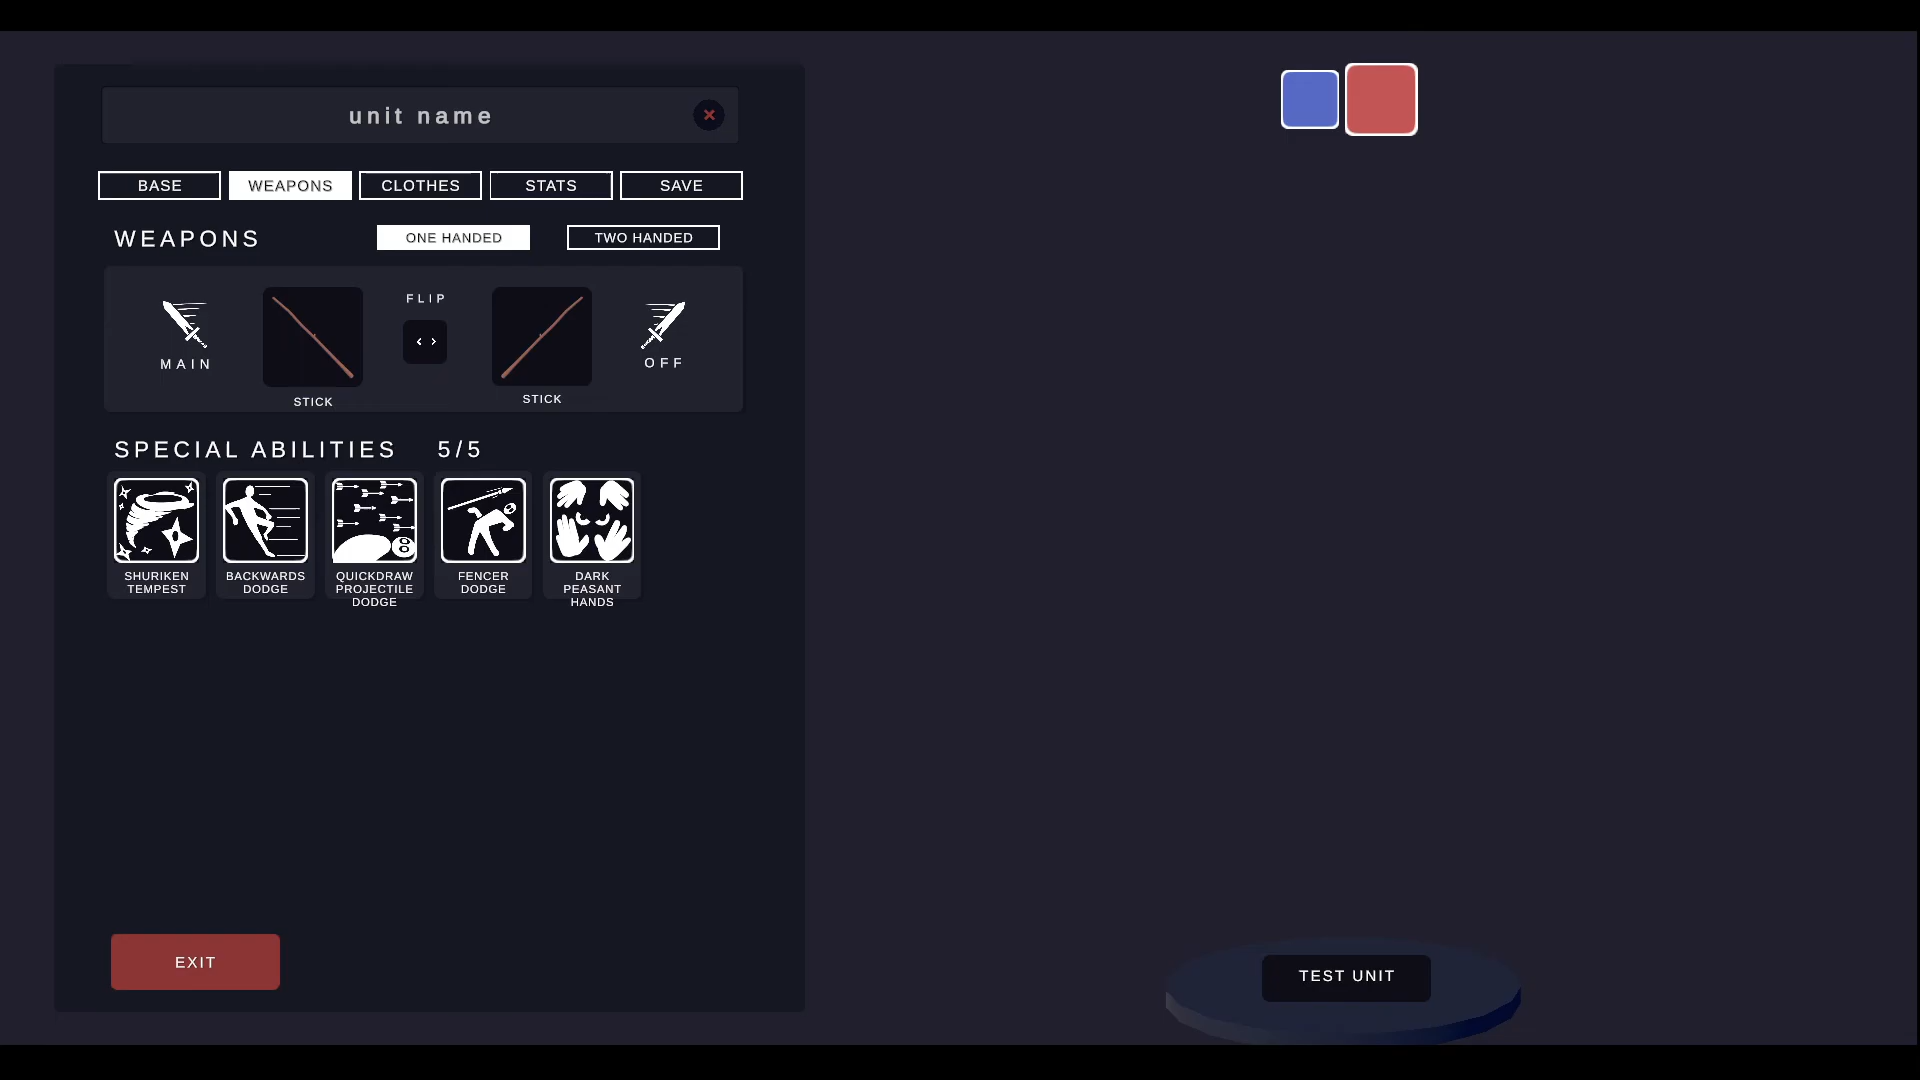 unit name
BASE
WEAPONS
CLOTHES
STATS
SAVE
WEAPONS
ONE HANDED
TWO HANDED
MAIN
STICK
FLIP
STICK
OFF
SPECIAL ABILITIES 5/5
SHURIKEN
TEMPEST
BACKWARDS
DODGE
QUICKDRAW
PROJECTILE
DODGE
FENCER
DODGE
DARK
PEASANT
HANDS
EXIT
TEST UNIT